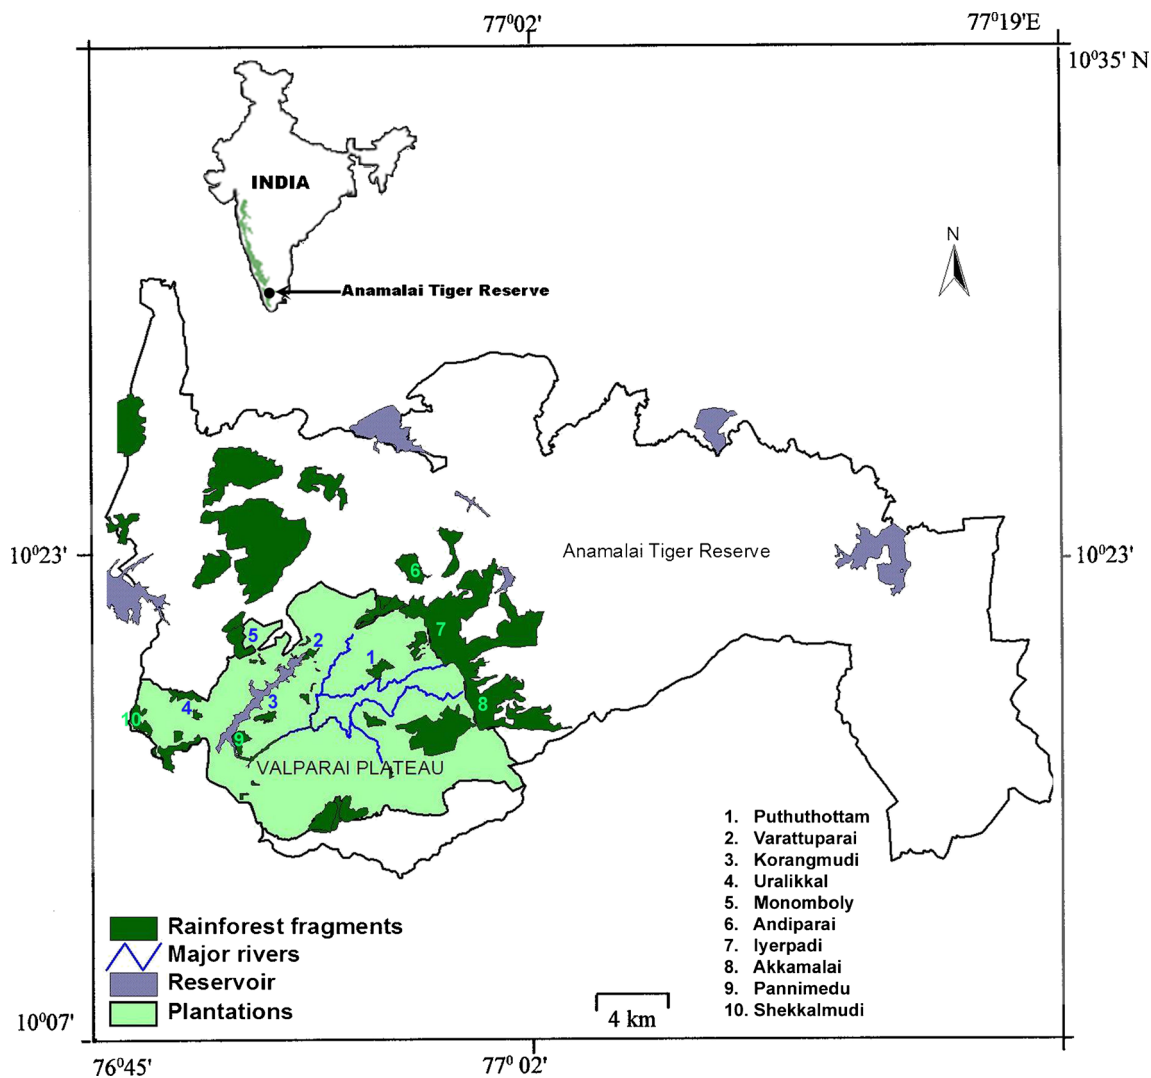 77⁰02'
77⁰19'E
10⁰35' N
INDIA
N
Anamalai Tiger Reserve
10⁰23'
Anamalai Tiger Reserve
10⁰23'
6
7
5
2
1
10
4
3
8
9
VALPARAI PLATEAU
1. Puthuthottam
2. Varattuparai
3. Korangmudi
4. Uralikkal
5. Monomboly
6. Andiparai
7. Iyerpadi
8. Akkamalai
9. Pannimedu
10. Shekkalmudi
Rainforest fragments
Major rivers
Reservoir
Plantations
4 km
10⁰07'
76⁰45'
77⁰ 02'